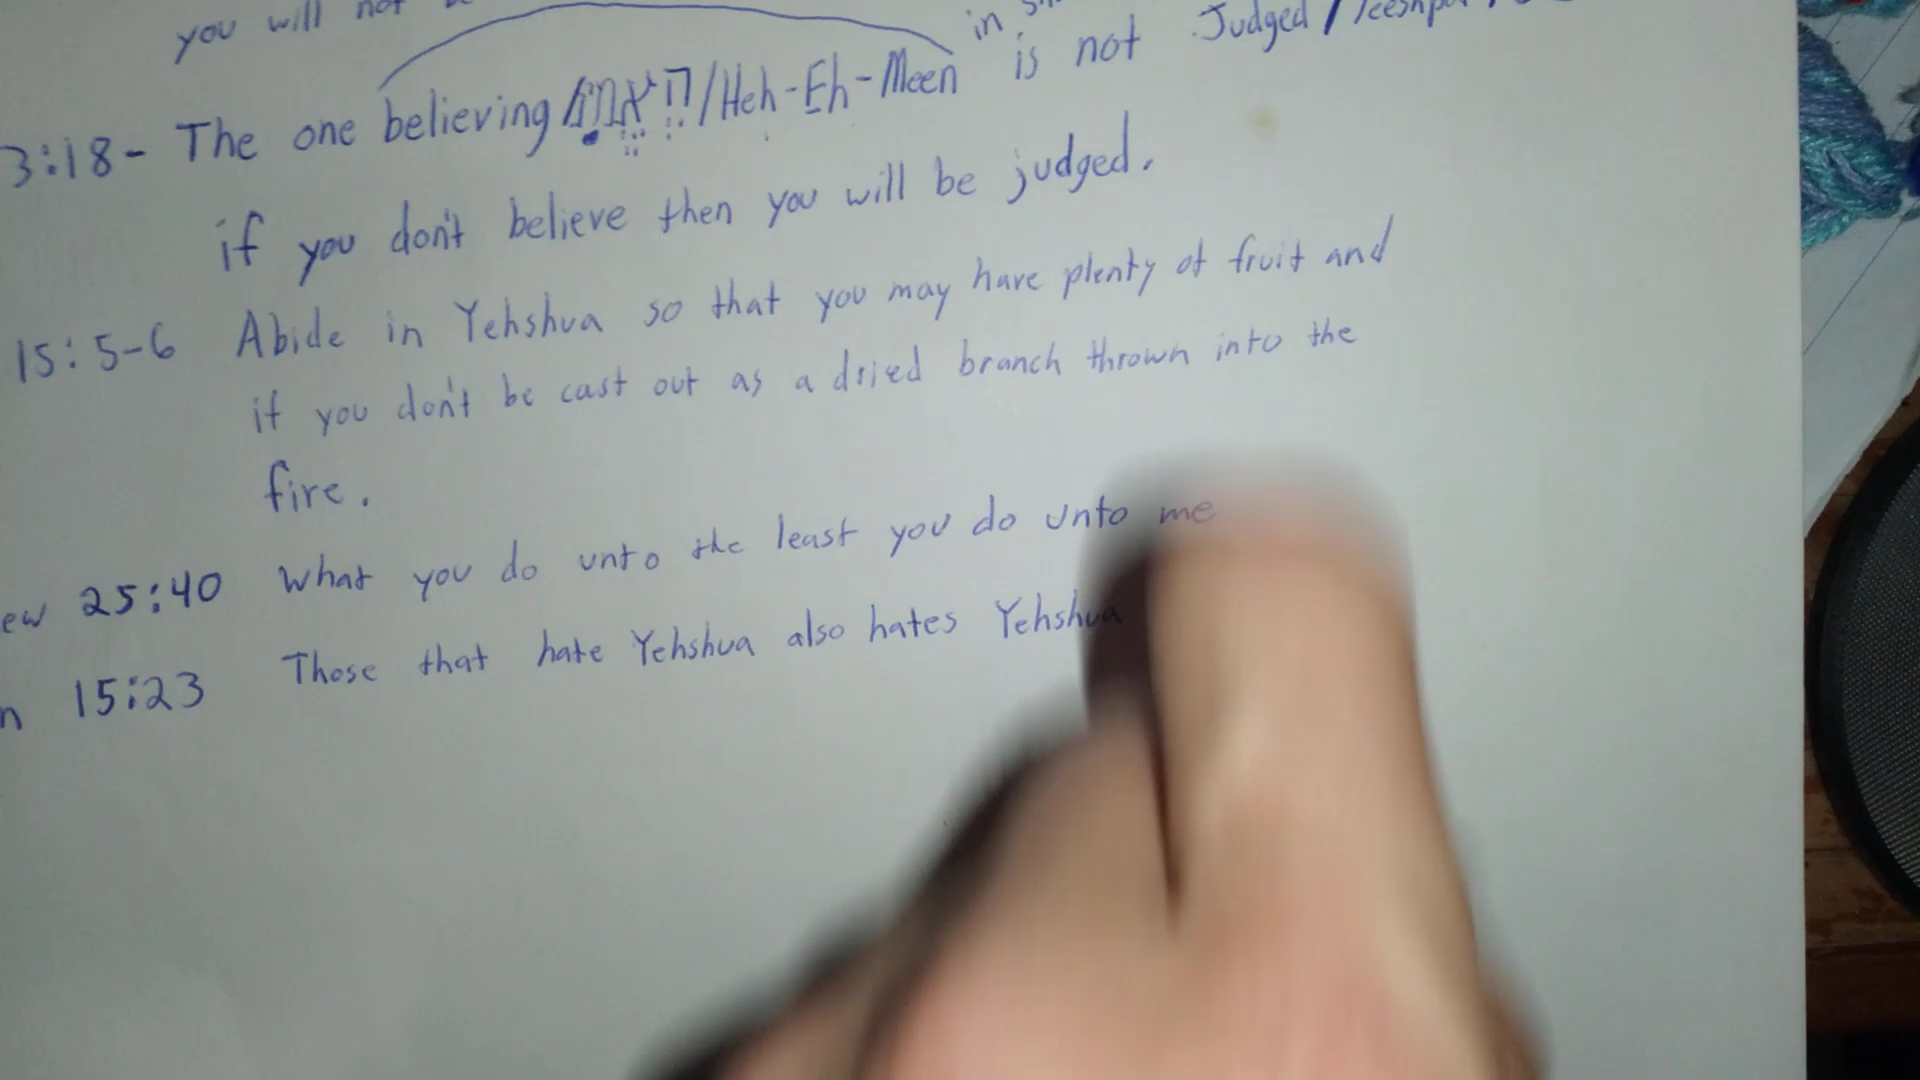 you will not
in
3:18- The one believing /האמין/Heh-Eh-Meen is not Judged /
if you don't believe then you will be judged.
15:5-6 Abide in Yehshua so that you may have plenty of fruit and
if you don't be cast out as a dried branch thrown into the
fire.
ew 25:40 What you do unto the least you do unto me
n 15:23 Those that hate Yehshua also hates Yehshua